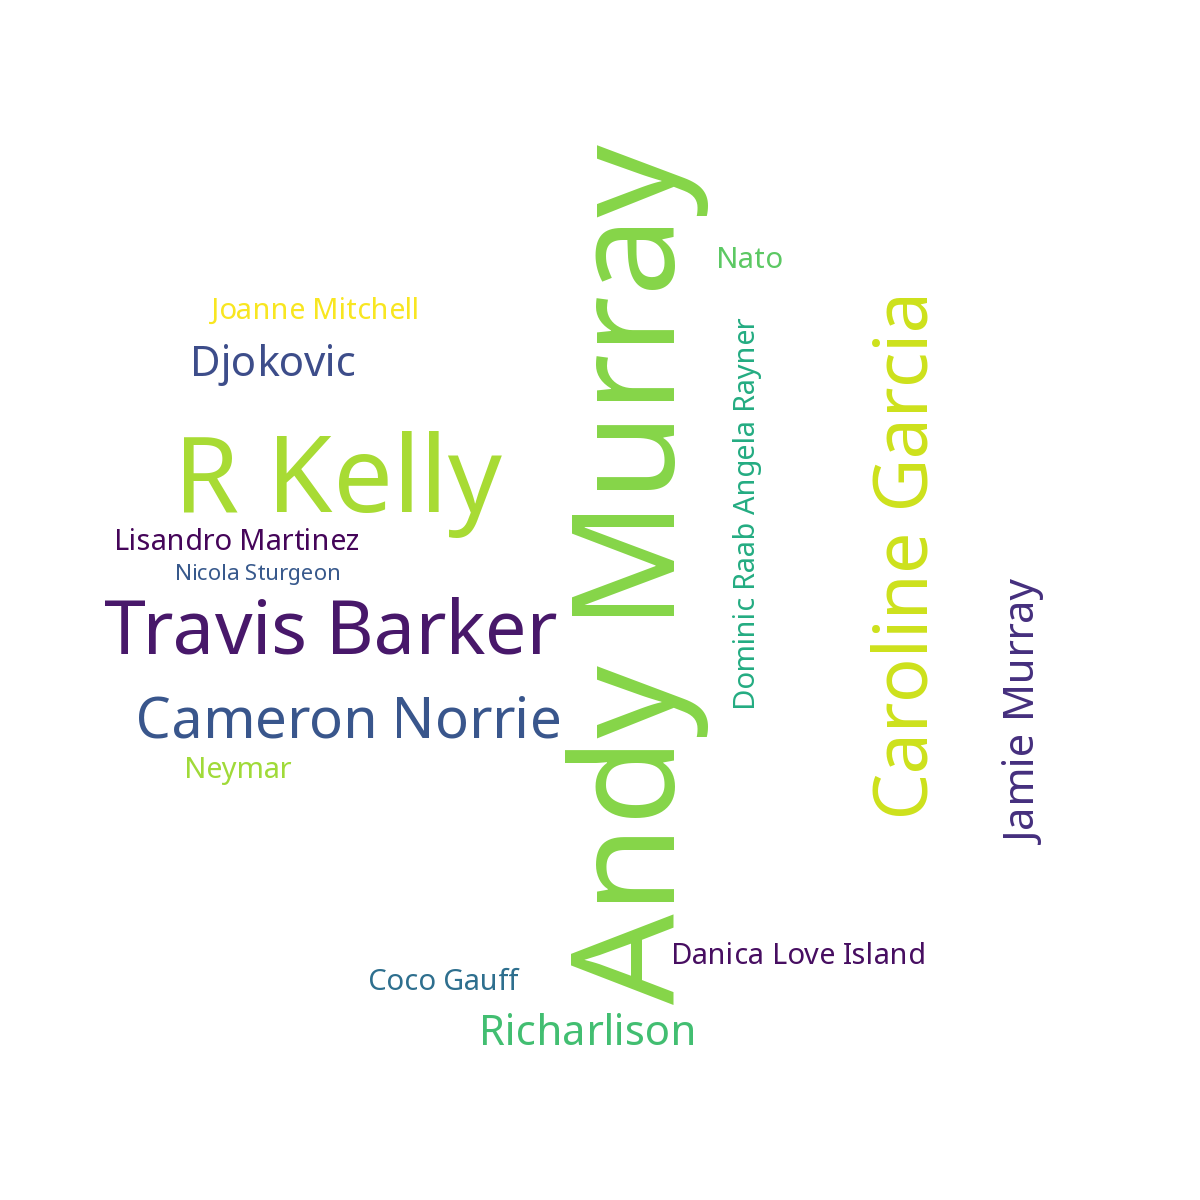 Andy Murray
Nato
Joanne Mitchell
Djokovic
R Kelly
Lisandro Martinez
Nicola Sturgeon
Travis Barker
Cameron Norrie
Neymar
Dominic Raab Angela Rayner
Caroline Garcia
Jamie Murray
Danica Love Island
Coco Gauff
Richarlison